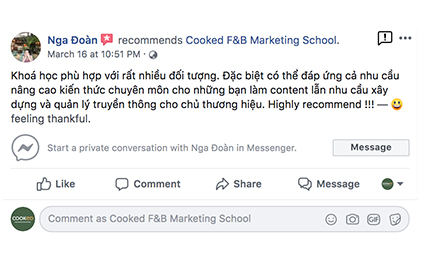 Nga Đoàn recommends Cooked F&B Marketing School.
March 16 at 10:51 PM ·
Khoá học phù hợp với rất nhiều đối tượng. Đặc biệt có thể đáp ứng cả nhu cầu
nâng cao kiến thức chuyên môn cho những bạn làm content lẫn nhu cầu xây
dựng và quản lý truyền thông cho chủ thương hiệu. Highly recommend !!! — 😀
feeling thankful.
Start a private conversation with Nga Đoàn in Messenger. Message
Like Comment Share Message
COOKED Comment as Cooked F&B Marketing School GIF